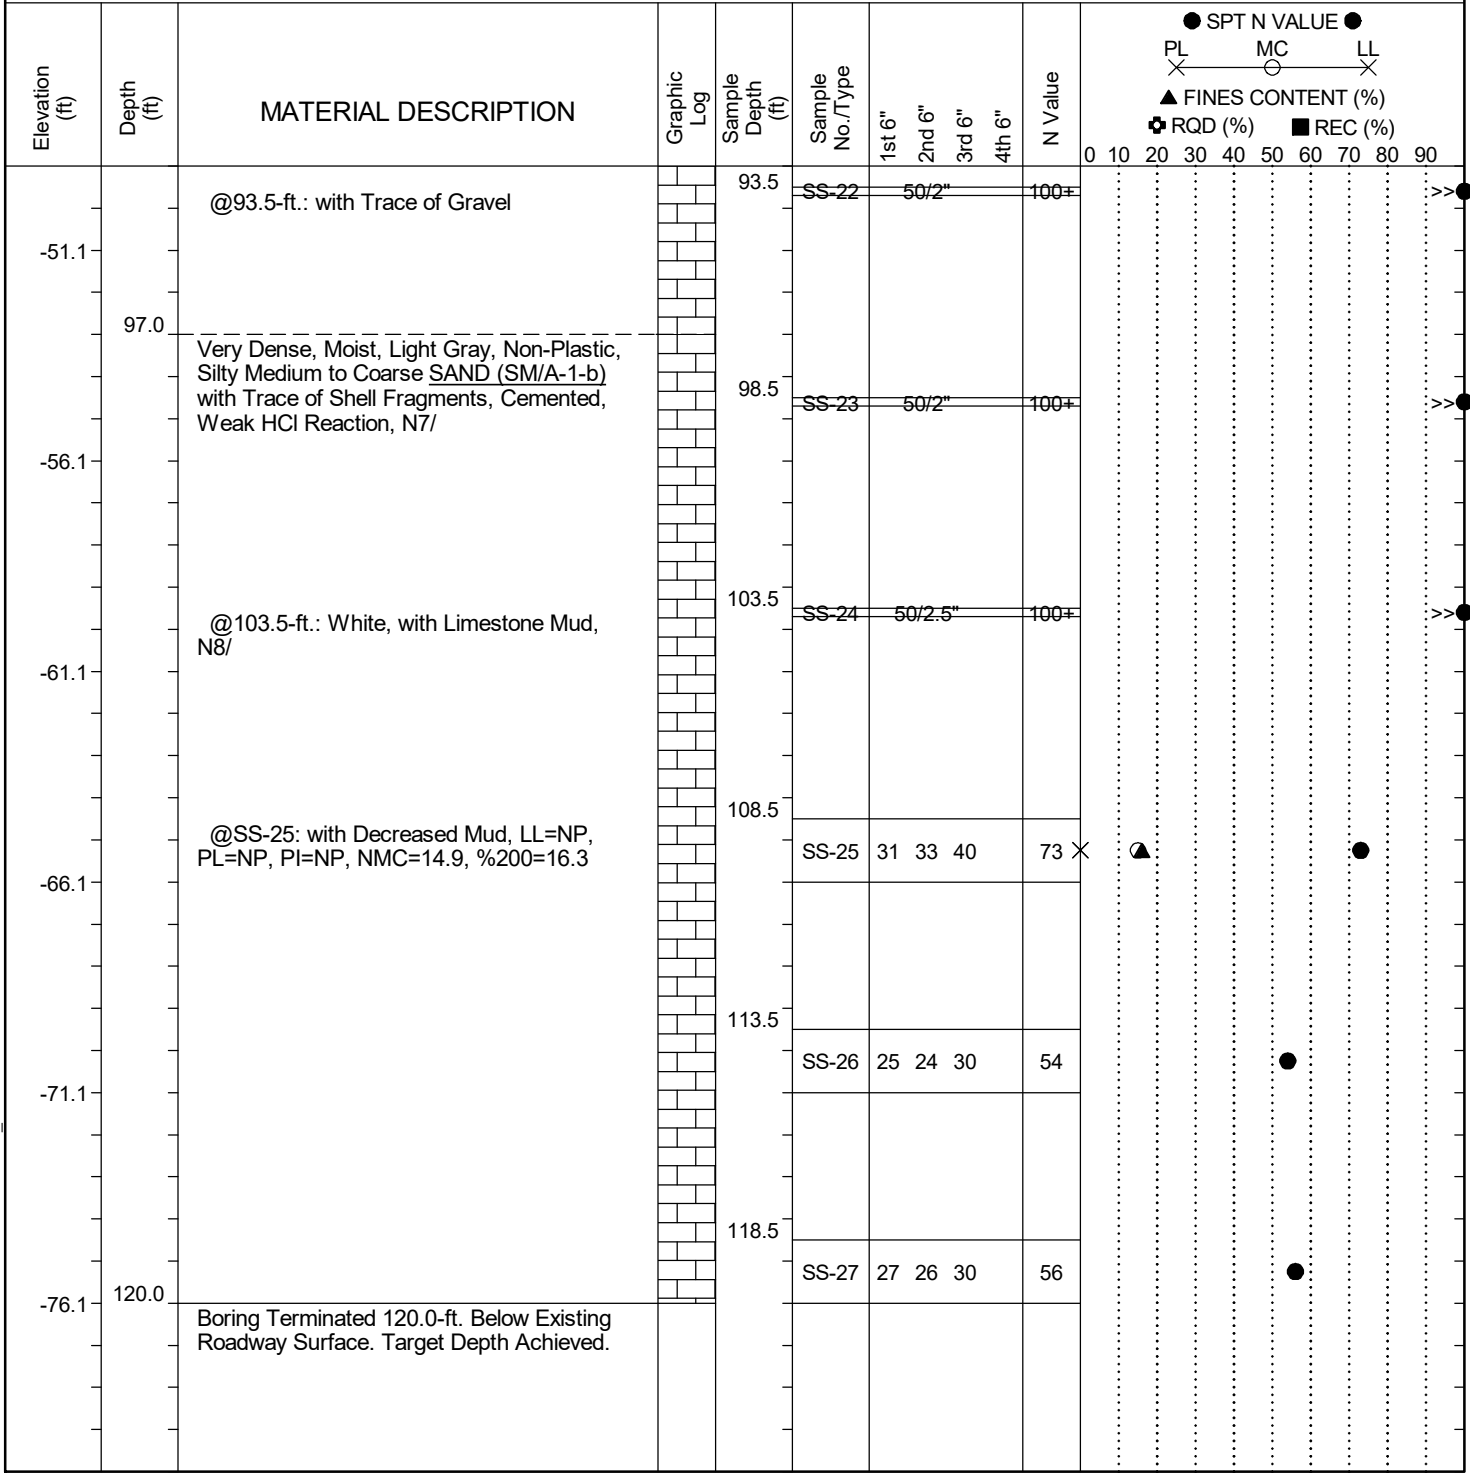 Elevation (ft)
Depth (ft)
MATERIAL DESCRIPTION
Graphic Log
Sample Depth (ft)
Sample No./Type
1st 6"
2nd 6"
3rd 6"
4th 6"
N Value
● SPT N VALUE ●
PL MC LL
▲ FINES CONTENT (%)
RQD (%) ■ REC (%)
0 10 20 30 40 50 60 70 80 90
93.5
SS-22 50/2" 100+ >>
@93.5-ft.: with Trace of Gravel
-51.1
97.0
Very Dense, Moist, Light Gray, Non-Plastic,
Silty Medium to Coarse SAND (SM/A-1-b)
with Trace of Shell Fragments, Cemented,
Weak HCl Reaction, N7/
98.5
SS-23 50/2" 100+ >>
-56.1
103.5
SS-24 50/2.5" 100+ >>
@103.5-ft.: White, with Limestone Mud,
N8/
-61.1
108.5
@SS-25: with Decreased Mud, LL=NP,
PL=NP, PI=NP, NMC=14.9, %200=16.3
SS-25 31 33 40 73
-66.1
113.5
SS-26 25 24 30 54
-71.1
118.5
SS-27 27 26 30 56
120.0
-76.1
Boring Terminated 120.0-ft. Below Existing
Roadway Surface. Target Depth Achieved.